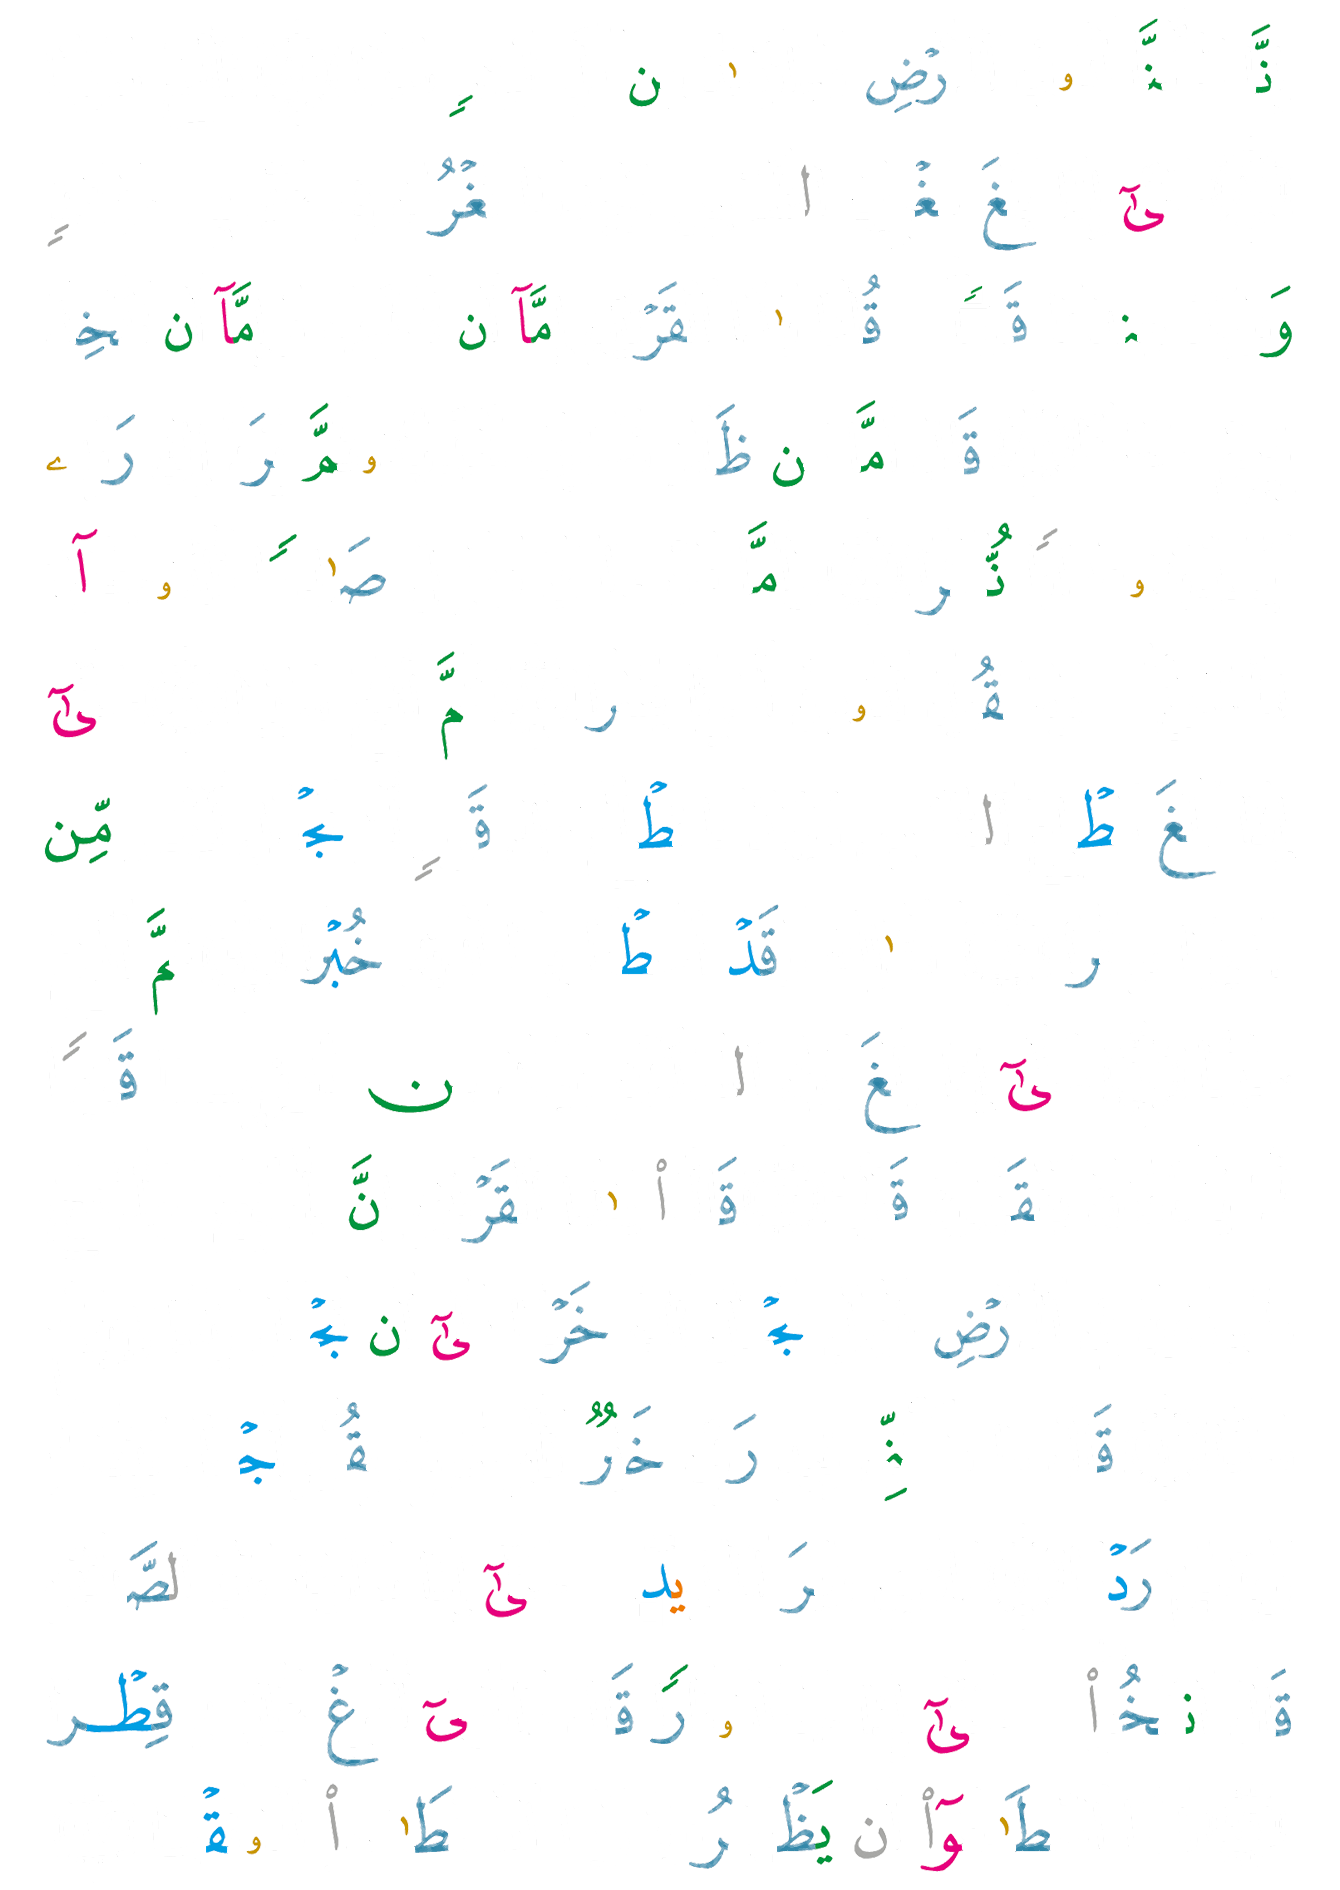 ذَّ نَّ و رْضِ ا ن ً
ىٰٓ غَ غْ ا غْرُ ً
وَ ن قَ ً قُ ا قَرْ مَّآ ن مَّآ ن خِ
قَ مَّ ن ظَ و مَّ رَ رَ ے
و ً ذُّ ر مَّ صَ ا ً و آ
قُ و ر مَّ ىٰٓ
غَ طْ ا طْ قَ ً جْ مِّن
ر ا قَدْ طْ خُبْر مَّ
ىٰٓ غَ ا ن قَ ً
قَ قَ قَ اْ ا قَرْ نَّ
رْضِ جْ خَرْ ىٰٓ ن جْ
قَ نِّ رَ خَرٌ قُ جْ
رَدْ رَ يد ىٰٓ لصَّ
قَ ن خُ اْ ىٰٓ و رً قَ ىٓ غْ قِطْر
طَ ا وٓاْ ن يَظْ رُ طَ ا اْ و قْ